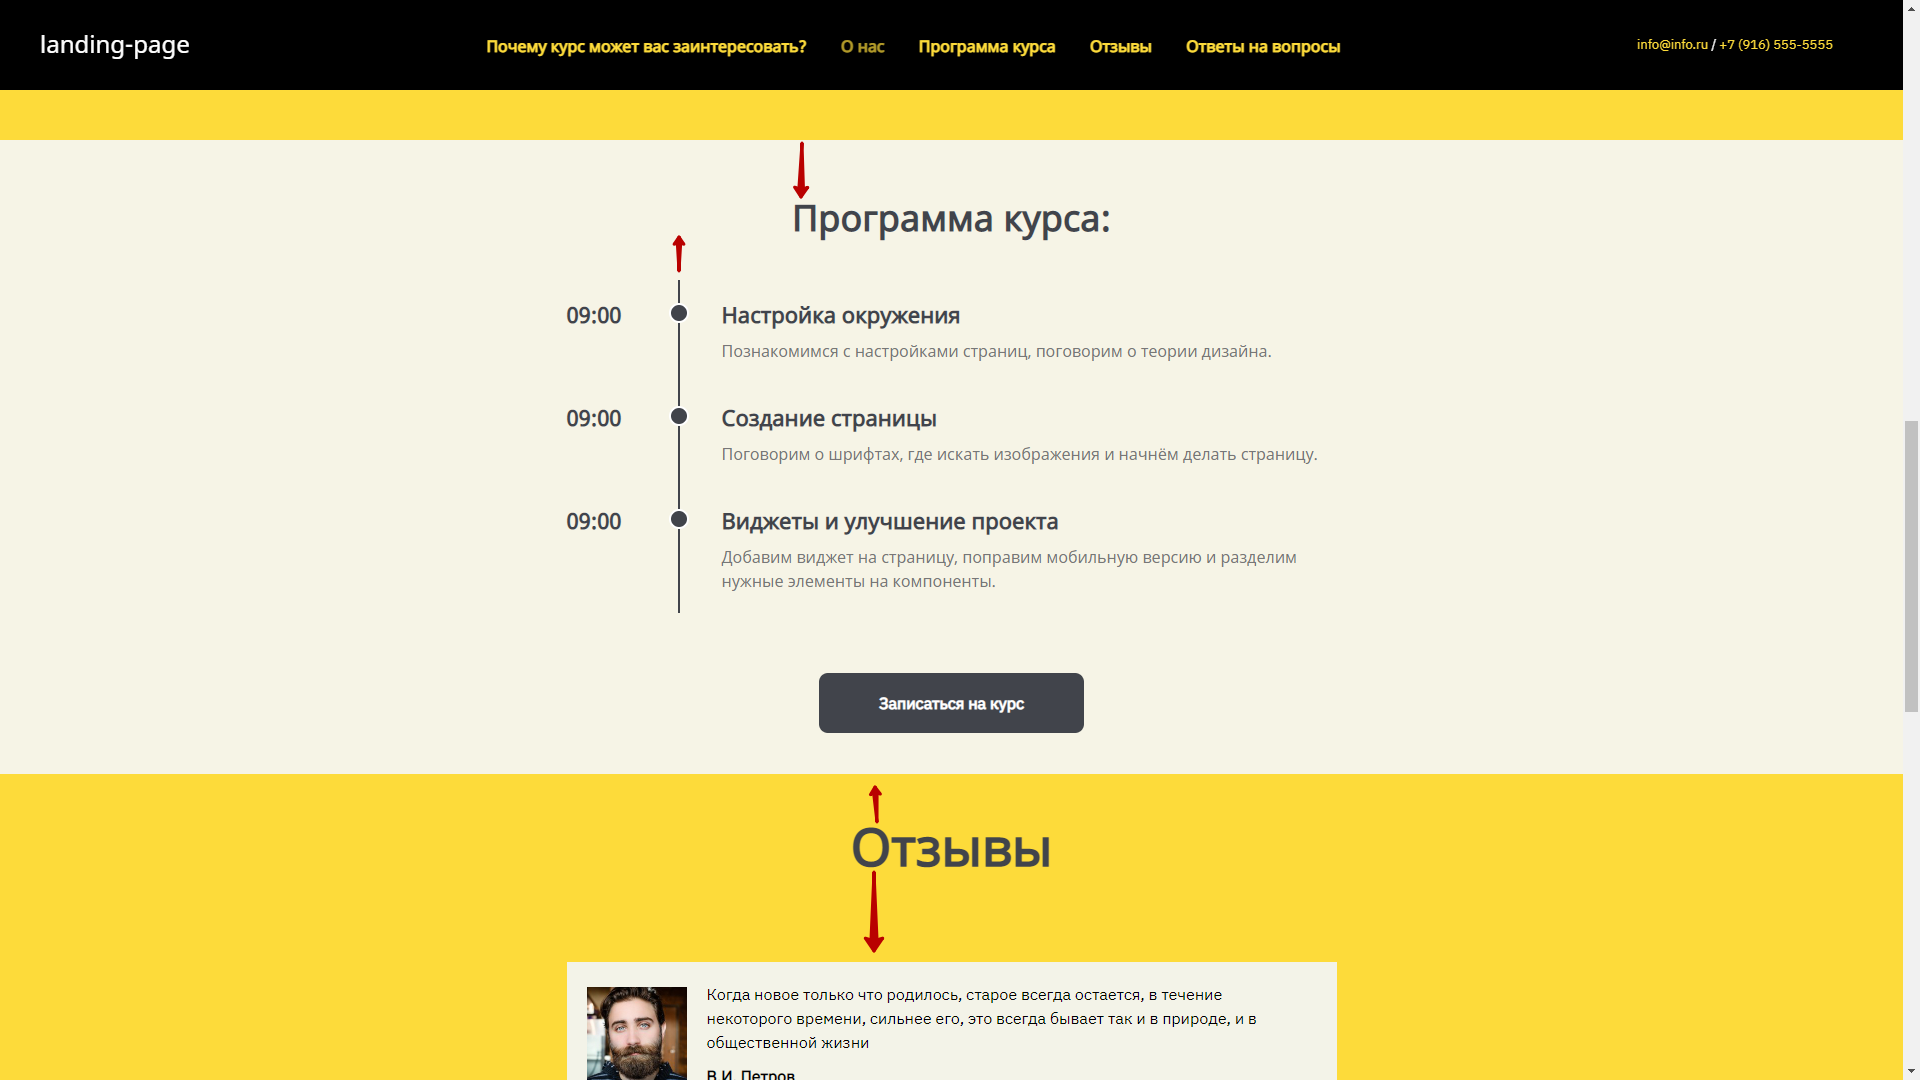 landing-page
Почему курс может вас заинтересовать?
О нас
Программа курса
Отзывы
Ответы на вопросы
info@info.ru / +7 (916) 555-5555
Программа курса:
09:00
Настройка окружения
Познакомимся с настройками страниц, поговорим о теории дизайна.
09:00
Создание страницы
Поговорим о шрифтах, где искать изображения и начнём делать страницу.
09:00
Виджеты и улучшение проекта
Добавим виджет на страницу, поправим мобильную версию и разделим
нужные элементы на компоненты.
Записаться на курс
Отзывы
Когда новое только что родилось, старое всегда остается, в течение
некоторого времени, сильнее его, это всегда бывает так и в природе, и в
общественной жизни
В.И. Петров